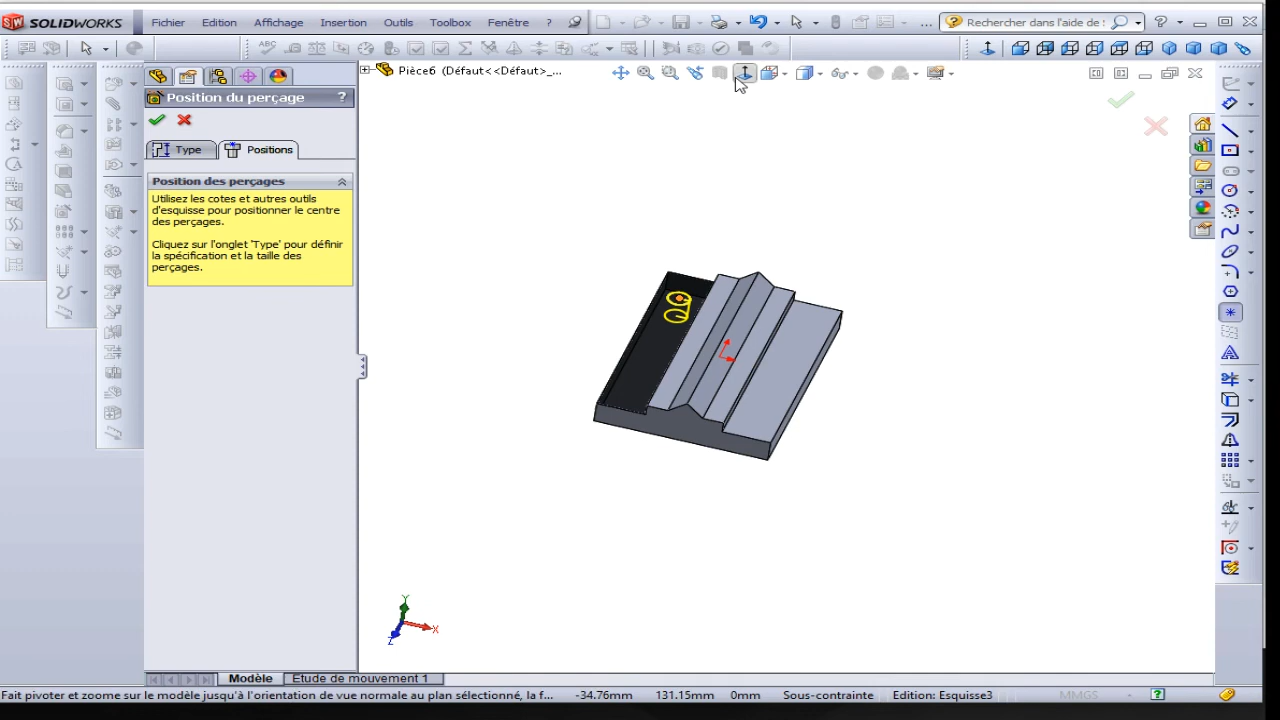 SOLIDWORKS Fichier Edition Affichage Insertion Outils Toolbox Fenêtre ? ... Rechercher dans l'aide de ?
ABC
Pièce6 (Défaut<<Défaut>_...
Position du perçage ?
Type Positions
Position des perçages
Utilisez les cotes et autres outils
d'esquisse pour positionner le centre
des perçages.
Cliquez sur l'onglet 'Type' pour définir
la spécification et la taille des
perçages.
Y
X
Z
Modèle Etude de mouvement 1
Fait pivoter et zoome sur le modèle jusqu'à l'orientation de vue normale au plan sélectionné, la f... -34.76mm 131.15mm 0mm Sous-contrainte Edition: Esquisse3 MMGS - ?